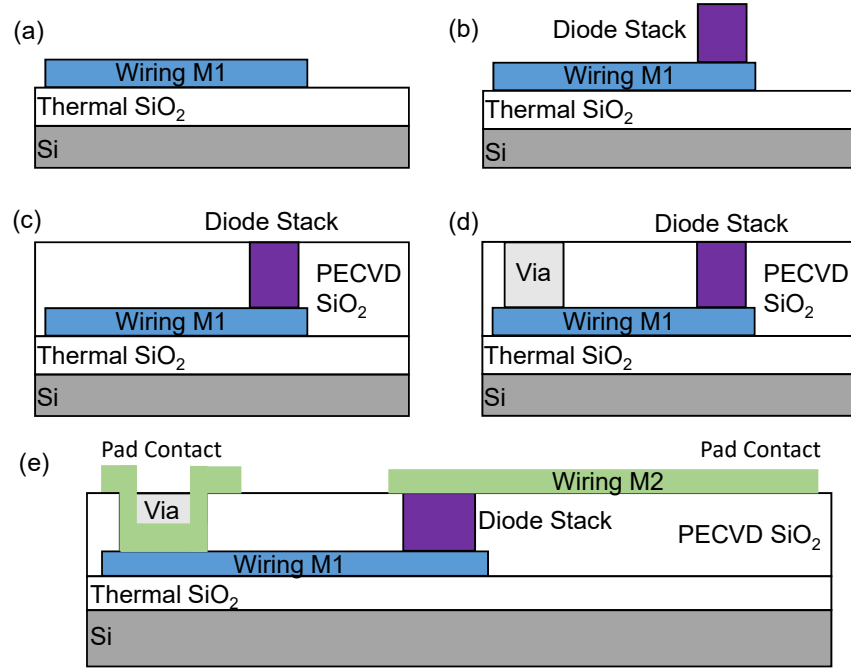 (a)
Wiring M1
Thermal SiO₂
Si
(b)
Diode Stack
Wiring M1
Thermal SiO₂
Si
(c)
Diode Stack
PECVD
SiO₂
Wiring M1
Thermal SiO₂
Si
(d)
Diode Stack
Via
PECVD
SiO₂
Wiring M1
Thermal SiO₂
Si
(e)
Pad Contact
Pad Contact
Wiring M2
Via
Diode Stack
PECVD SiO₂
Wiring M1
Thermal SiO₂
Si